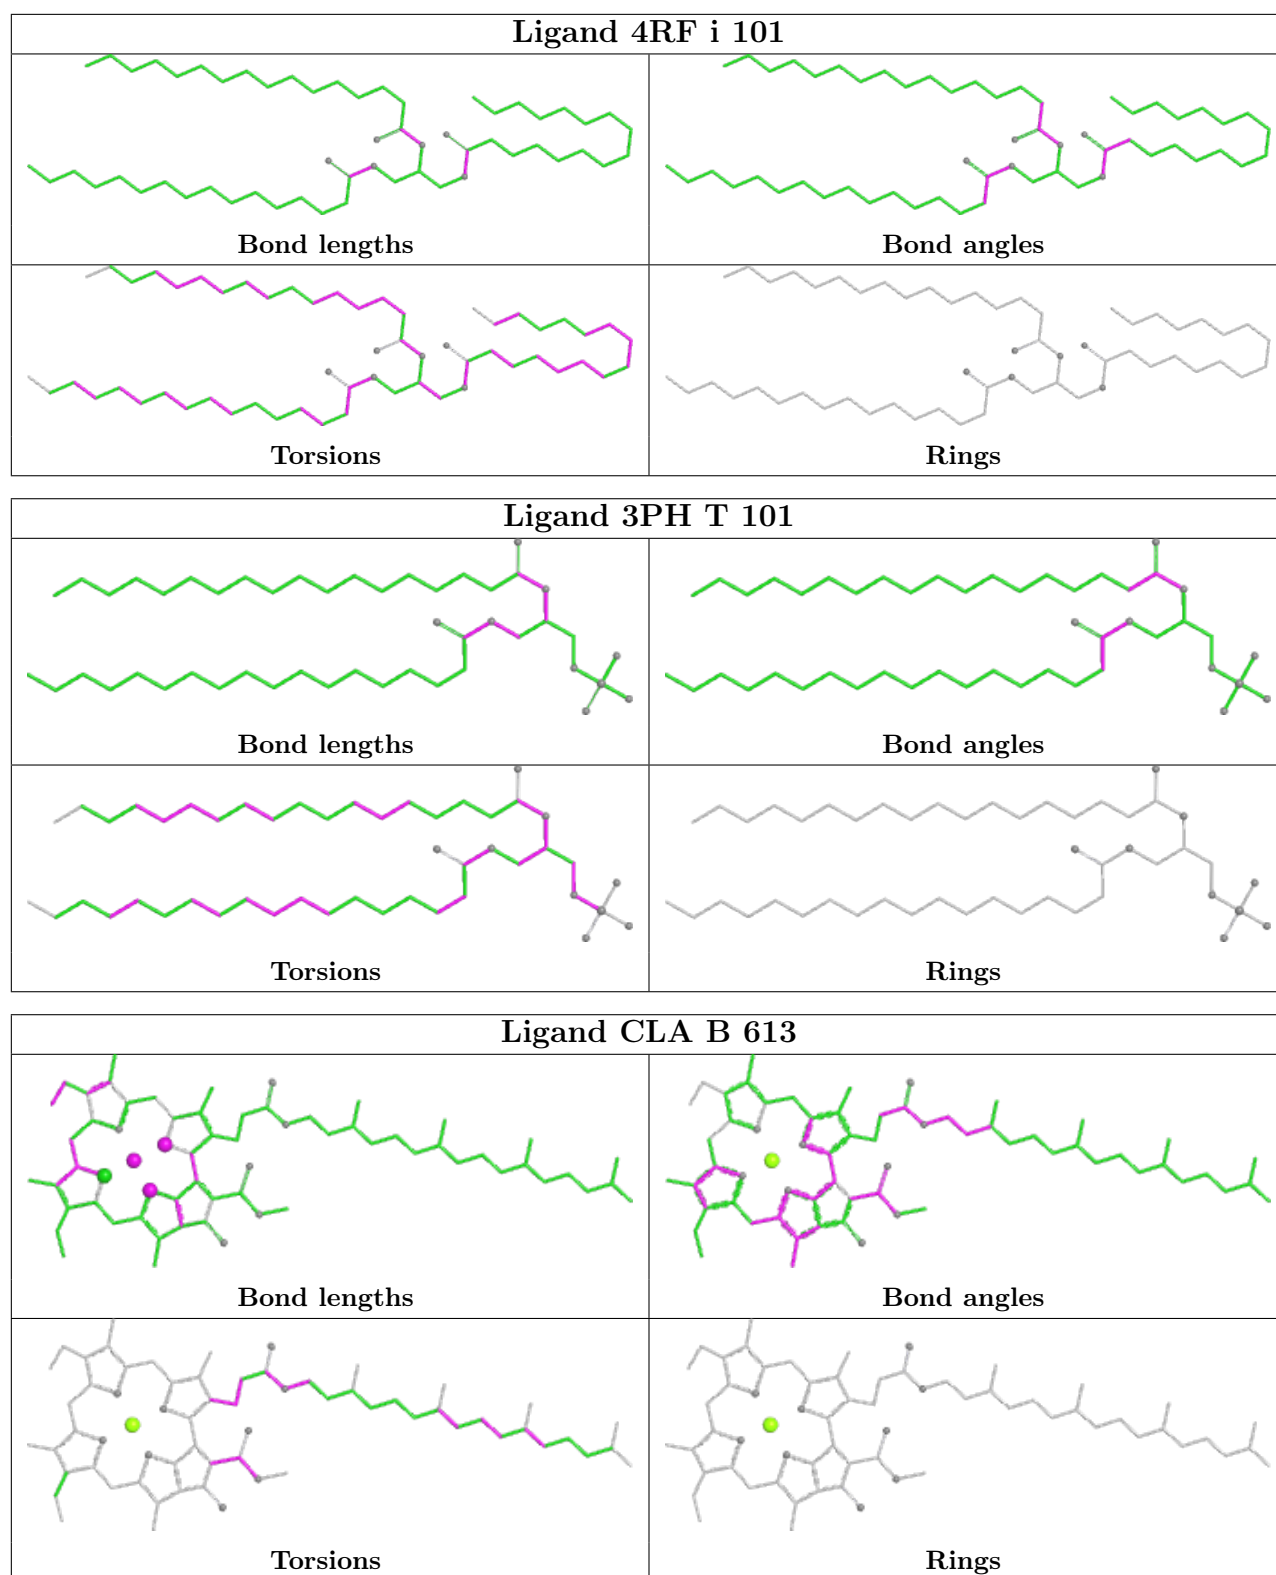 Ligand 4RF i 101
Bond lengths
Bond angles
Torsions
Rings
Ligand 3PH T 101
Bond lengths
Bond angles
Torsions
Rings
Ligand CLA B 613
Bond lengths
Bond angles
Torsions
Rings